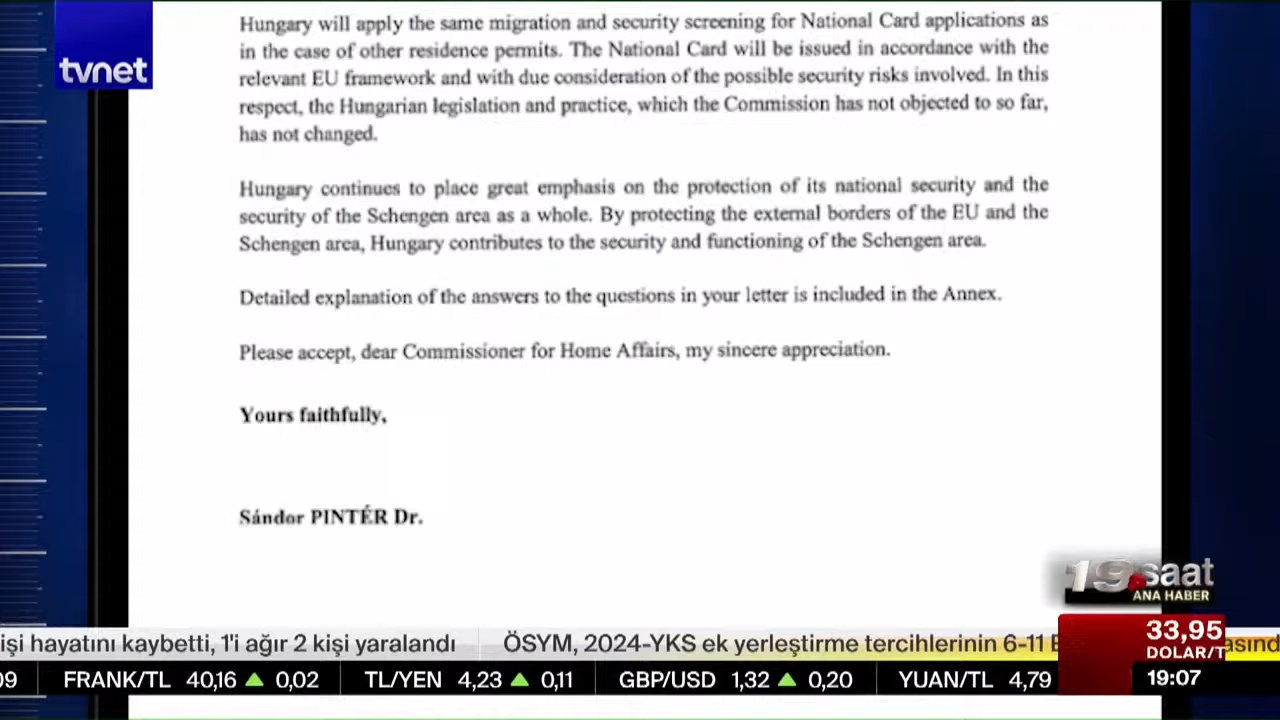 tvnet
Hungary will apply the same migration and security screening for National Card applications as
in the case of other residence permits. The National Card will be issued in accordance with the
relevant EU framework and with due consideration of the possible security risks involved. In this
respect, the Hungarian legislation and practice, which the Commission has not objected to so far,
has not changed.
Hungary continues to place great emphasis on the protection of its national security and the
security of the Schengen area as a whole. By protecting the external borders of the EU and the
Schengen area, Hungary contributes to the security and functioning of the Schengen area.
Detailed explanation of the answers to the questions in your letter is included in the Annex.
Please accept, dear Commissioner for Home Affairs, my sincere appreciation.
Yours faithfully,
Sándor PINTÉR Dr.
19 saat
ANA HABER
işi hayatını kaybetti, 1'i ağır 2 kişi yaralandı ÖSYM, 2024-YKS ek yerleştirme tercihlerinin 6-11
33,95
DOLAR/T
09 FRANK/TL 40,16 0,02 TL/YEN 4,23 0,11 GBP/USD 1,32 0,20 YUAN/TL 4,79
19:07